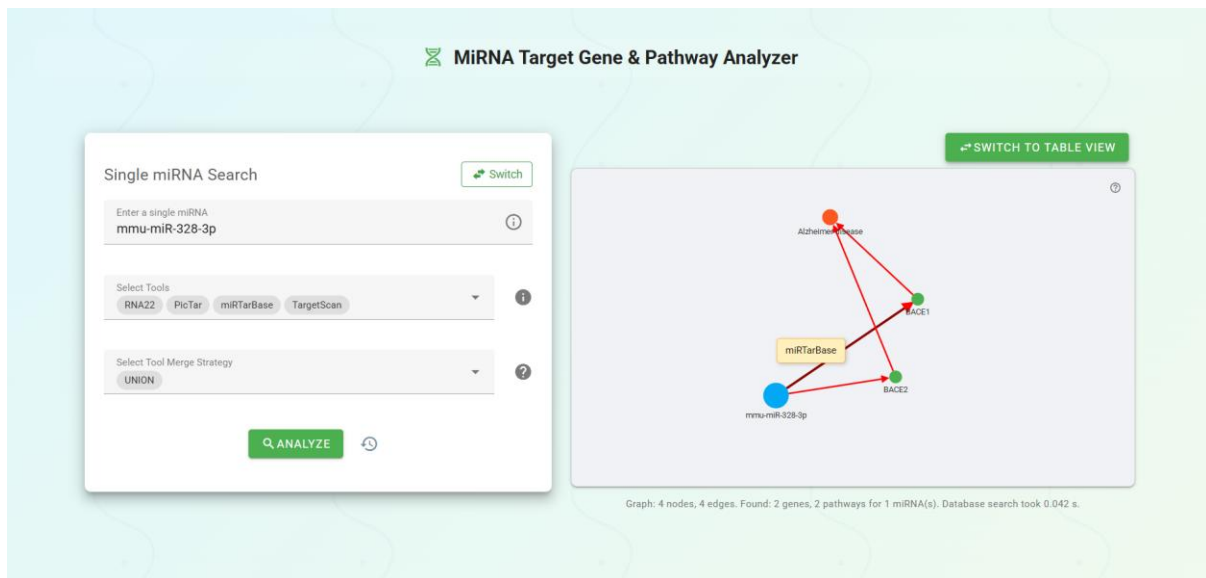 MiRNA Target Gene & Pathway Analyzer
Single miRNA Search
Switch
Enter a single miRNA
mmu-miR-328-3p
Select Tools
RNA22 PicTar miRTarBase TargetScan
Select Tool Merge Strategy
UNION
ANALYZE
SWITCH TO TABLE VIEW
Alzheimer disease
BACE1
miRTarBase
BACE2
mmu-miR-328-3p
Graph: 4 nodes, 4 edges. Found: 2 genes, 2 pathways for 1 miRNA(s). Database search took 0.042 s.